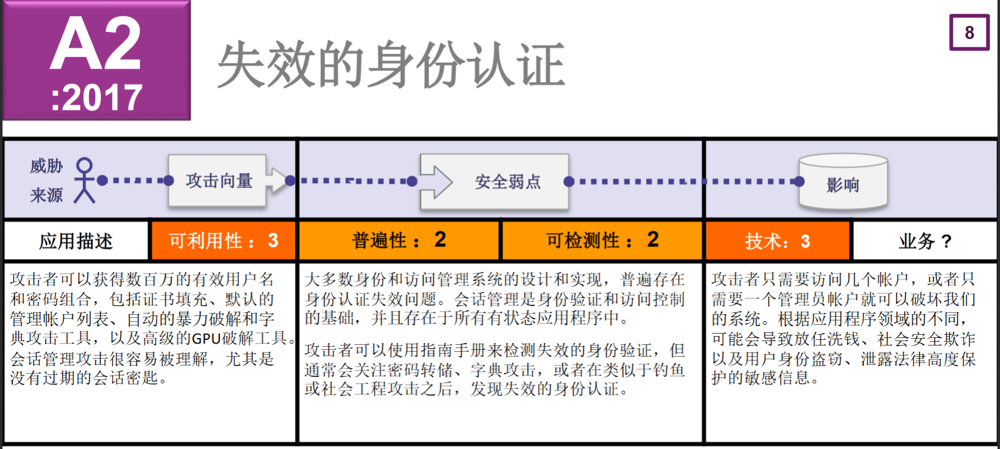 A2
:2017
失效的身份认证
8
威胁
来源
攻击向量
安全弱点
影响
应用描述
可利用性：3
普遍性：2
可检测性：2
技术：3
业务？
攻击者可以获得数百万的有效用户名
和密码组合，包括证书填充、默认的
管理帐户列表、自动的暴力破解和字
典攻击工具，以及高级的GPU破解工具。
会话管理攻击很容易被理解，尤其是
没有过期的会话密匙。
大多数身份和访问管理系统的设计和实现，普遍存在
身份认证失效问题。会话管理是身份验证和访问控制
的基础，并且存在于所有有状态应用程序中。
攻击者可以使用指南手册来检测失效的身份验证，但
通常会关注密码转储、字典攻击，或者在类似于钓鱼
或社会工程攻击之后，发现失效的身份认证。
攻击者只需要访问几个帐户，或者只
需要一个管理员帐户就可以破坏我们
的系统。根据应用程序领域的不同，
可能会导致放任洗钱、社会安全欺诈
以及用户身份盗窃、泄露法律高度保
护的敏感信息。